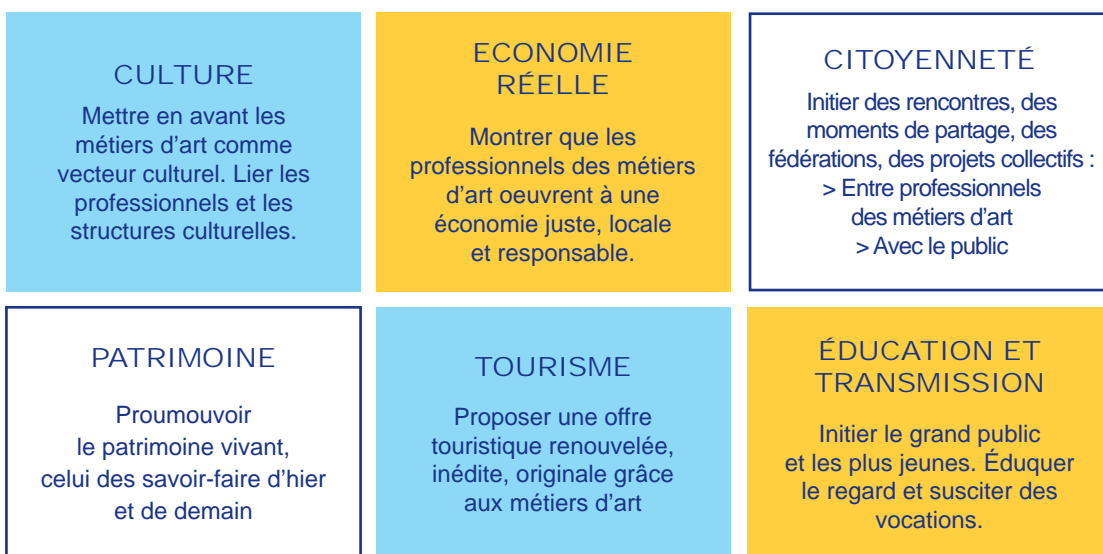 CULTURE
Mettre en avant les
métiers d'art comme
vecteur culturel. Lier les
professionnels et les
structures culturelles.
ECONOMIE
RÉELLE
Montrer que les
professionnels des métiers
d'art oeuvrent à une
économie juste, locale
et responsable.
CITOYENNETÉ
Initier des rencontres, des
moments de partage, des
fédérations, des projets collectifs :
> Entre professionnels
des métiers d'art
> Avec le public
PATRIMOINE
Proumouvoir
le patrimoine vivant,
celui des savoir-faire d'hier
et de demain
TOURISME
Proposer une offre
touristique renouvelée,
inédite, originale grâce
aux métiers d'art
ÉDUCATION ET
TRANSMISSION
Initier le grand public
et les plus jeunes. Éduquer
le regard et susciter des
vocations.